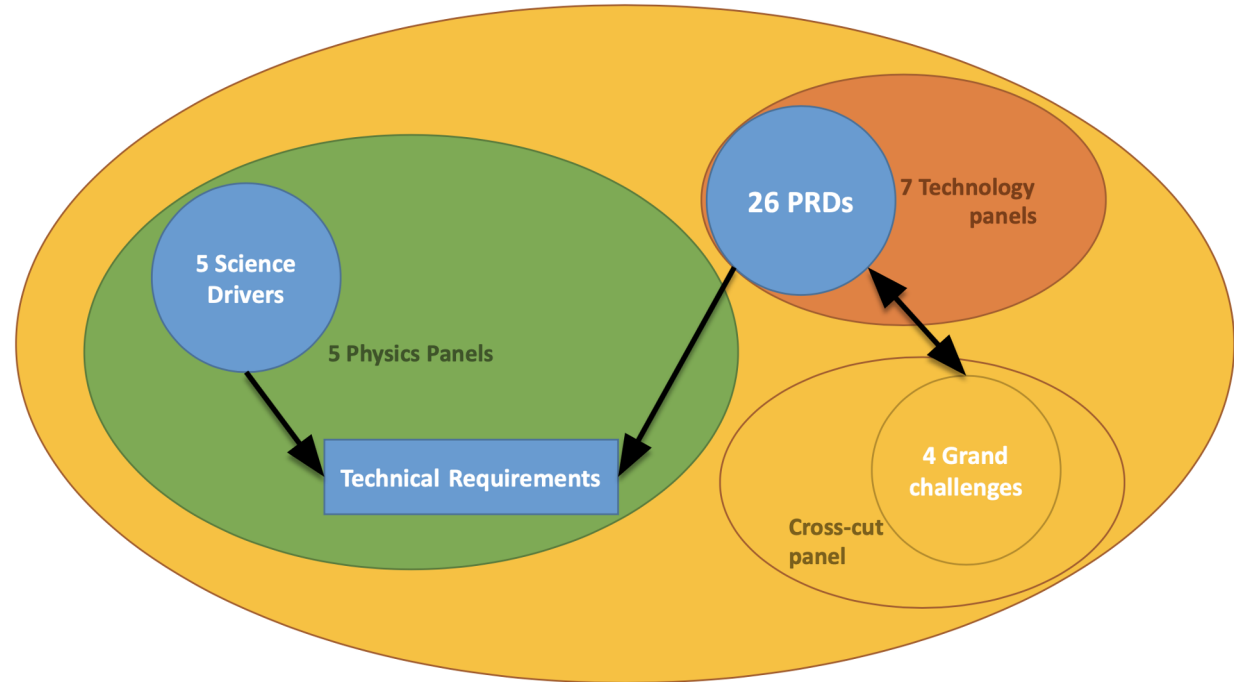 5 Science
Drivers
5 Physics Panels
Technical Requirements
26 PRDs
7 Technology
panels
4 Grand
challenges
Cross-cut
panel